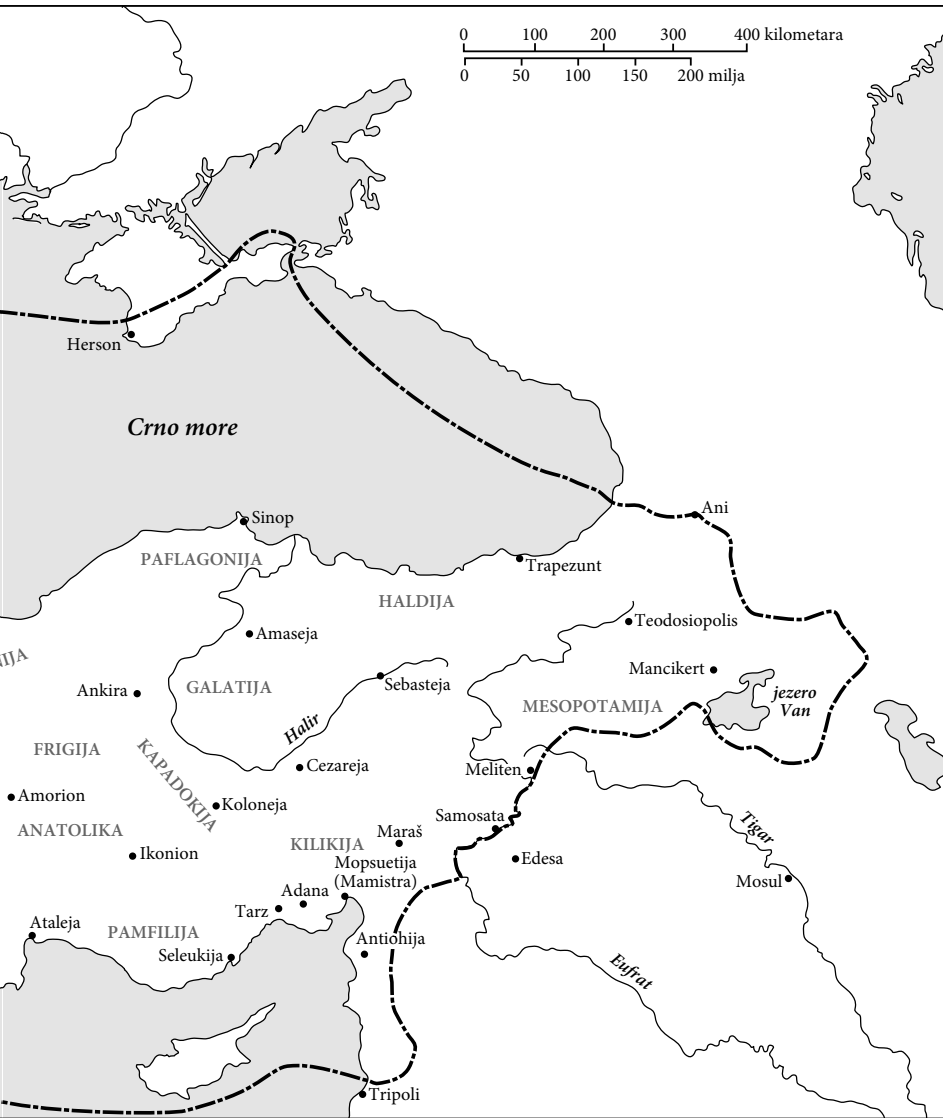 0 100 200 300 400 kilometara
0 50 100 150 200 milja
Herson
Crno more
Sinop
Ani
PAFLAGONIJA
Trapezunt
HALDIJA
Teodosiopolis
Amaseja
NIJA
Mancikert
Ankira
GALATIJA
Sebasteja
jezero
Van
MESOPOTAMIJA
Halir
FRIGIJA
KAPADOKIJA
Cezareja
Meliten
Amorion
Koloneja
Samosata
ANATOLIKA
Maraš
Tigar
KILIKIJA
Ikonion
Edesa
Mopsuetija
(Mamistra)
Mosul
Adana
Tarz
Ataleja
PAMFILIJA
Antiohija
Seleukija
Eufrat
Tripoli